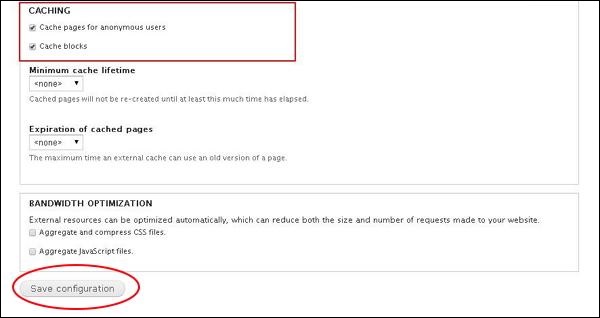 CACHING
Cache pages for anonymous users
Cache blocks
Minimum cache lifetime
<none>
Cached pages will not be re-created until at least this much time has elapsed.
Expiration of cached pages
<none>
The maximum time an external cache can use an old version of a page.
BANDWIDTH OPTIMIZATION
External resources can be optimized automatically, which can reduce both the size and number of requests made to your website.
Aggregate and compress CSS files.
Aggregate JavaScript files.
Save configuration